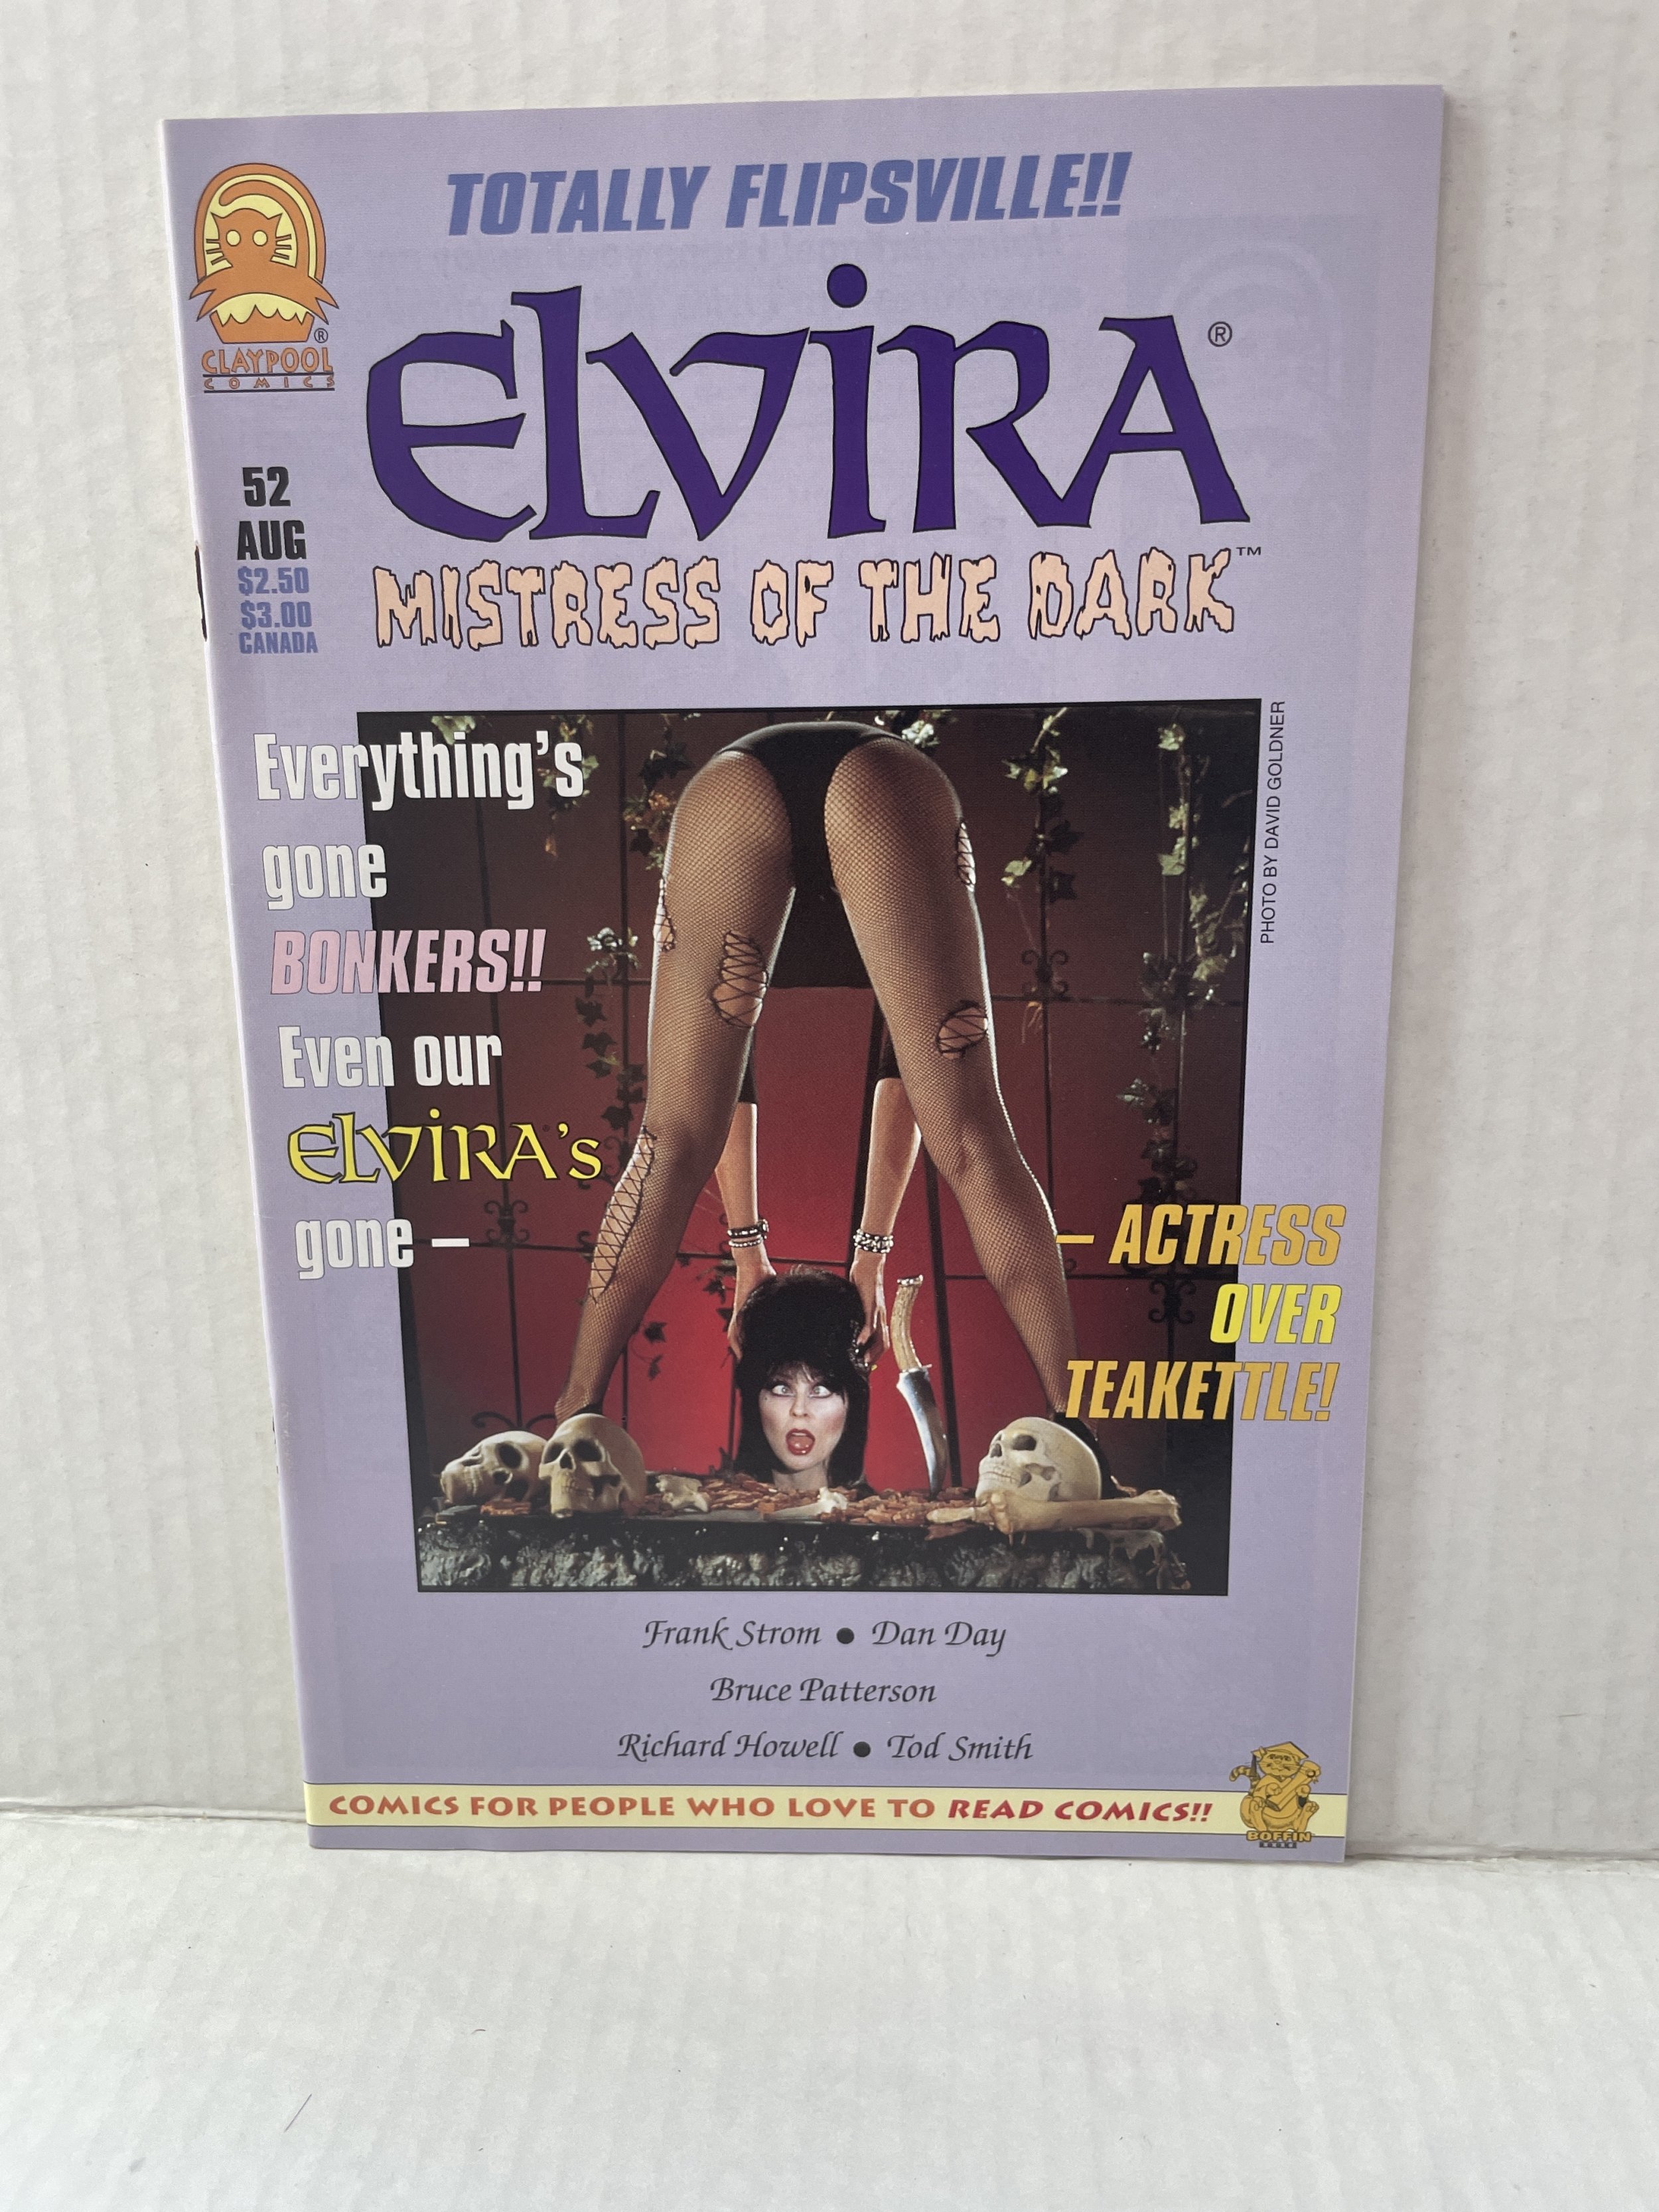 TOTALLY FLIPSVILLE!!
ELVIRA®
MISTRESS OF THE DARK™
CLAYPOOL
COMICS
®
52
AUG
$2.50
$3.00
CANADA
Everything's
gone
BONKERS!!
Even our
ELVIRA's
gone –
– ACTRESS
OVER
TEAKETTLE!
PHOTO BY DAVID GOLDNER
Frank Strom • Dan Day
Bruce Patterson
Richard Howell • Tod Smith
COMICS FOR PEOPLE WHO LOVE TO READ COMICS!!
BOFFIN